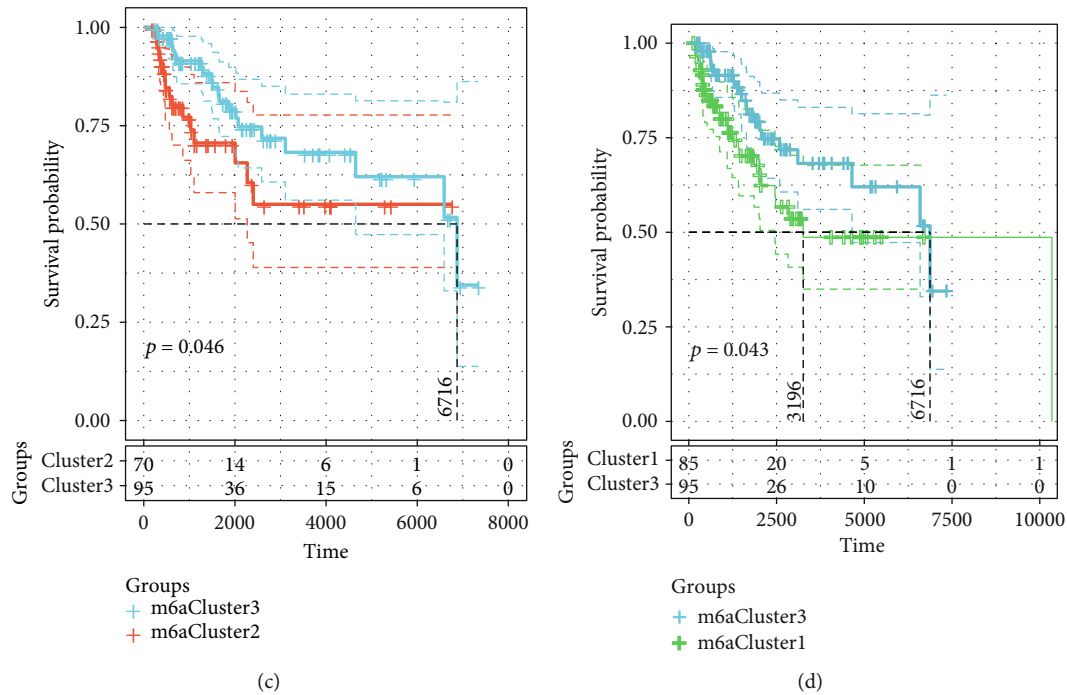 1.00
0.75
0.50
0.25
0.00
Survival probability
p = 0.046
6716
Groups
Cluster2 70 14 6 1 0
Cluster3 95 36 15 6 0
0 2000 4000 6000 8000
Time
Groups
m6aCluster3
m6aCluster2
(c)
1.00
0.75
0.50
0.25
0.00
Survival probability
p = 0.043
3196
6716
Groups
Cluster1 85 20 5 1 1
Cluster3 95 26 10 0 0
0 2500 5000 7500 10000
Time
Groups
m6aCluster3
m6aCluster1
(d)